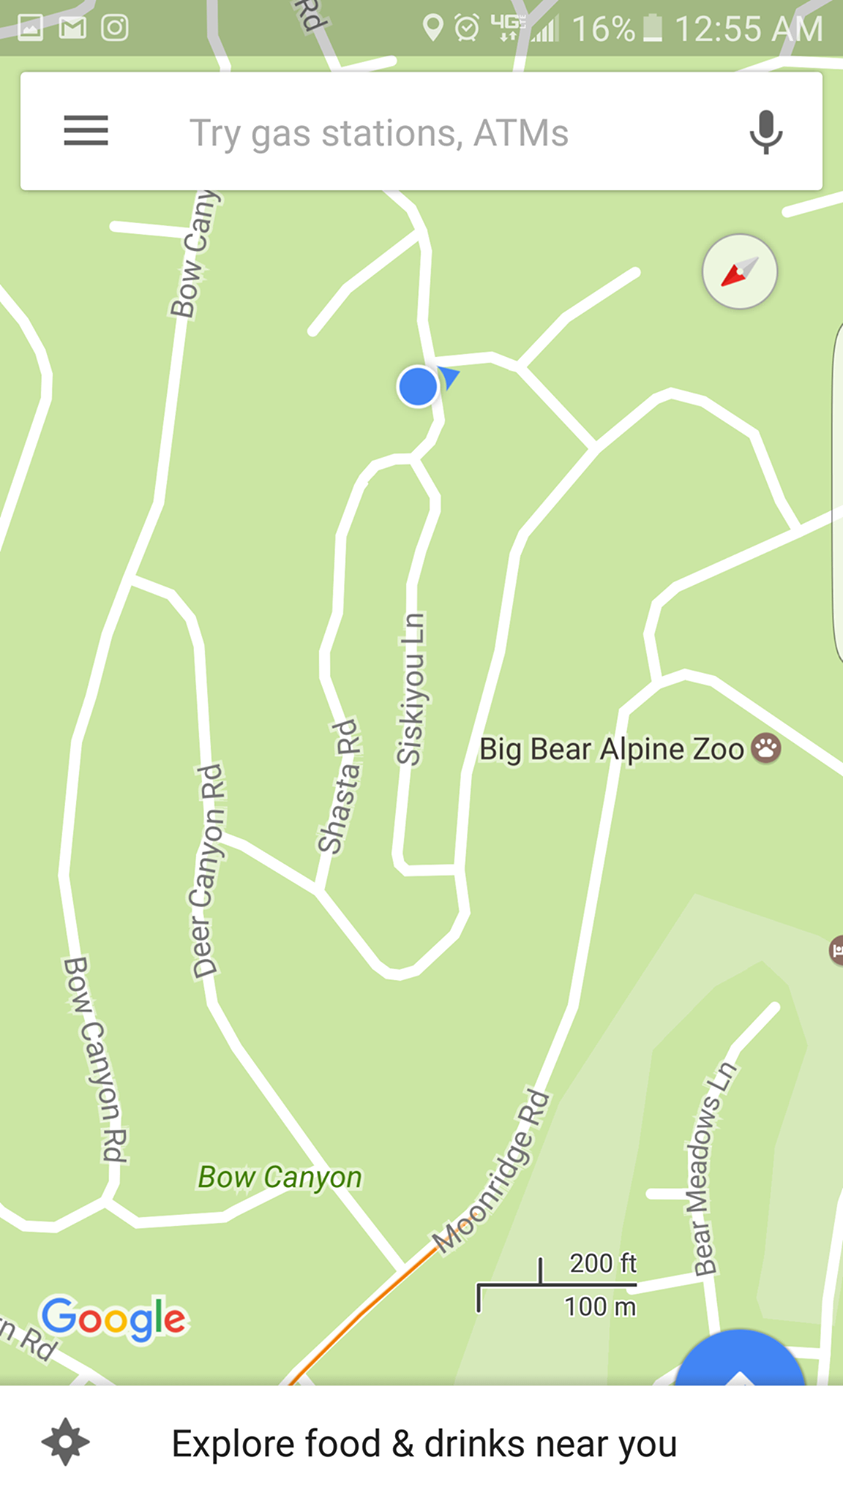 Rd
4GE 16% 12:55 AM
Try gas stations, ATMs
Bow Cany
Siskiyou Ln
Shasta Rd
Big Bear Alpine Zoo
Deer Canyon Rd
Bow Canyon Rd
Bear Meadows Ln
Moonridge Rd
Bow Canyon
200 ft
100 m
Google
n Rd
Explore food & drinks near you